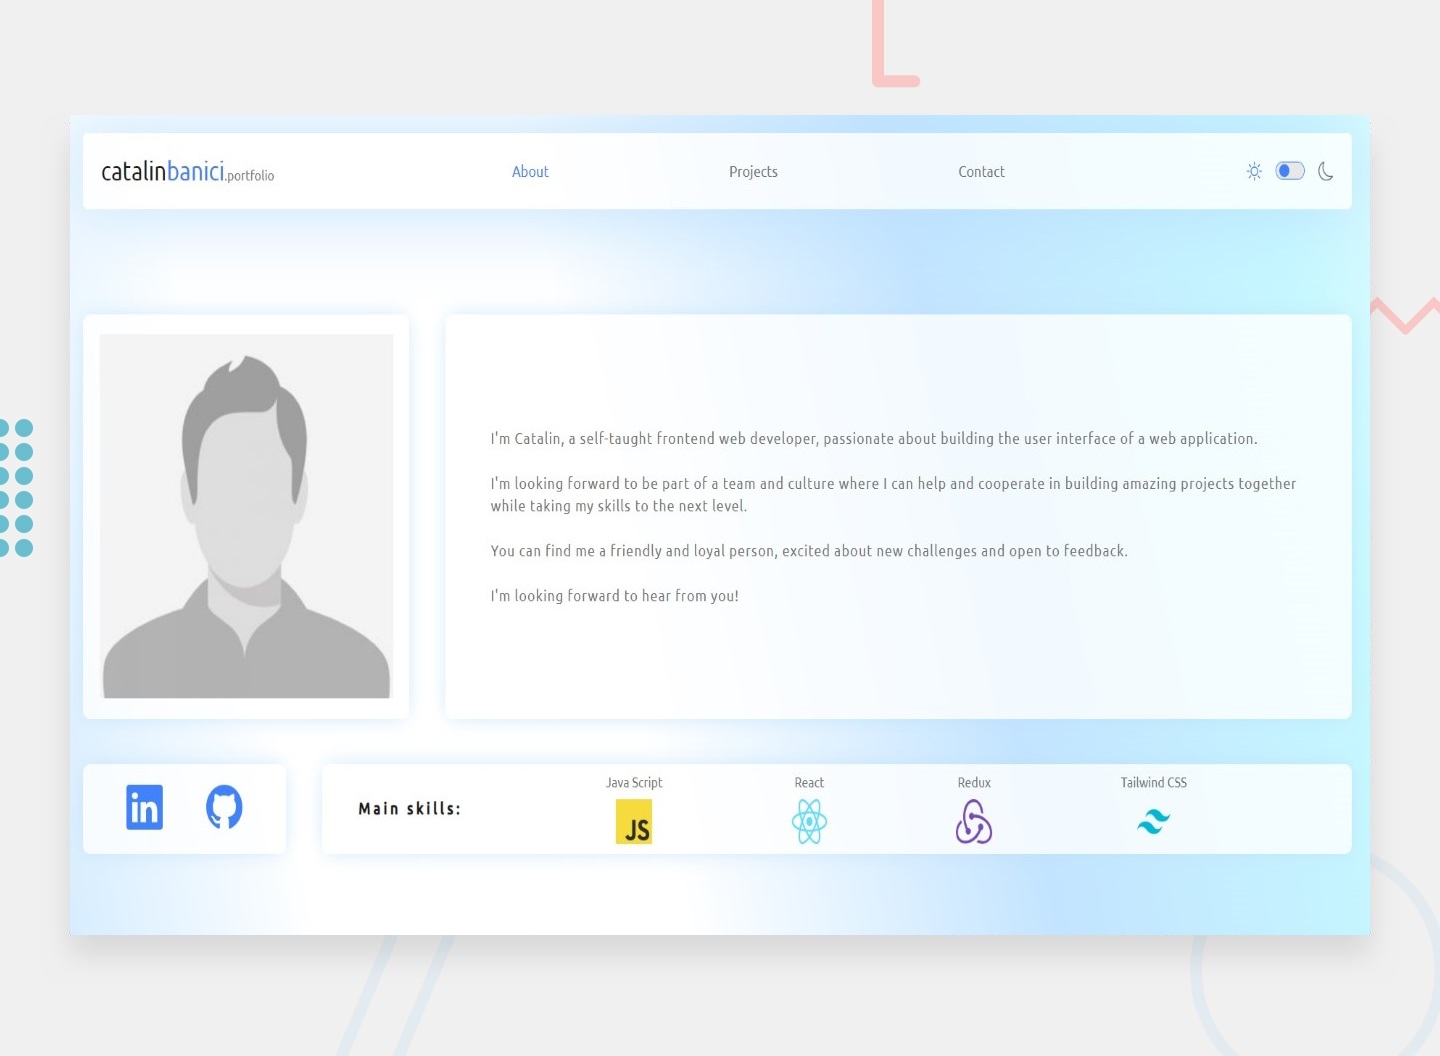 catalinbanici.portfolio
About
Projects
Contact
I'm Catalin, a self-taught frontend web developer, passionate about building the user interface of a web application.
I'm looking forward to be part of a team and culture where I can help and cooperate in building amazing projects together
while taking my skills to the next level.
You can find me a friendly and loyal person, excited about new challenges and open to feedback.
I'm looking forward to hear from you!
in
Main skills:
Java Script
JS
React
Redux
Tailwind CSS